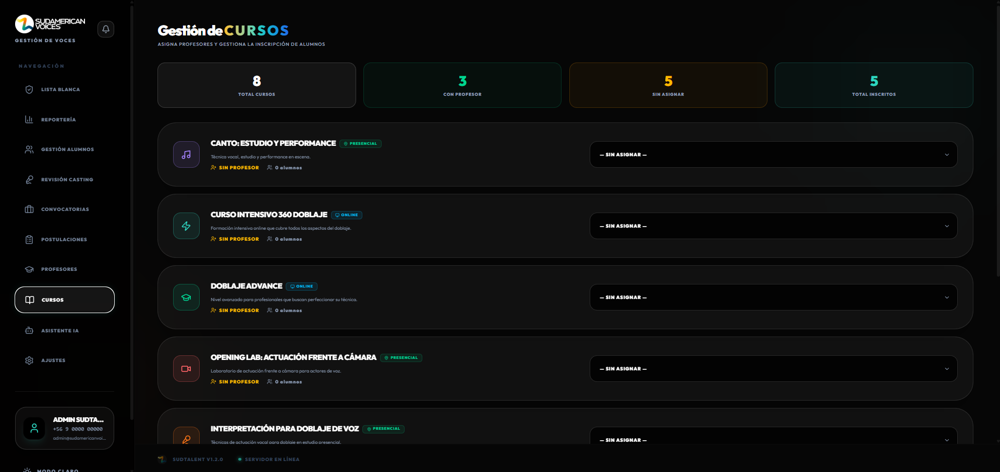 SUDAMERICAN
VOICES
GESTIÓN DE VOCES
NAVEGACIÓN
LISTA BLANCA
REPORTERÍA
GESTIÓN ALUMNOS
REVISIÓN CASTING
CONVOCATORIAS
POSTULACIONES
PROFESORES
CURSOS
ASISTENTE IA
AJUSTES
ADMIN SUDTA...
+56 9 0000 00000
admin@sudamericanvoi...
MODO CLARO
Gestión de CURSOS
ASIGNA PROFESORES Y GESTIONA LA INSCRIPCIÓN DE ALUMNOS
8
TOTAL CURSOS
3
CON PROFESOR
5
SIN ASIGNAR
5
TOTAL INSCRITOS
CANTO: ESTUDIO Y PERFORMANCE PRESENCIAL
Técnica vocal, estudio y performance en escena.
SIN PROFESOR 0 alumnos
— SIN ASIGNAR —
CURSO INTENSIVO 360 DOBLAJE ONLINE
Formación intensiva online que cubre todos los aspectos del doblaje.
SIN PROFESOR 0 alumnos
— SIN ASIGNAR —
DOBLAJE ADVANCE ONLINE
Nivel avanzado para profesionales que buscan perfeccionar su técnica.
SIN PROFESOR 0 alumnos
— SIN ASIGNAR —
OPENING LAB: ACTUACIÓN FRENTE A CÁMARA PRESENCIAL
Laboratorio de actuación frente a cámara para actores de voz.
SIN PROFESOR 0 alumnos
— SIN ASIGNAR —
INTERPRETACIÓN PARA DOBLAJE DE VOZ PRESENCIAL
Técnicas de actuación vocal para doblaje en estudio presencial.
— SIN ASIGNAR —
SUDTALENT V1.2.0
SERVIDOR EN LÍNEA